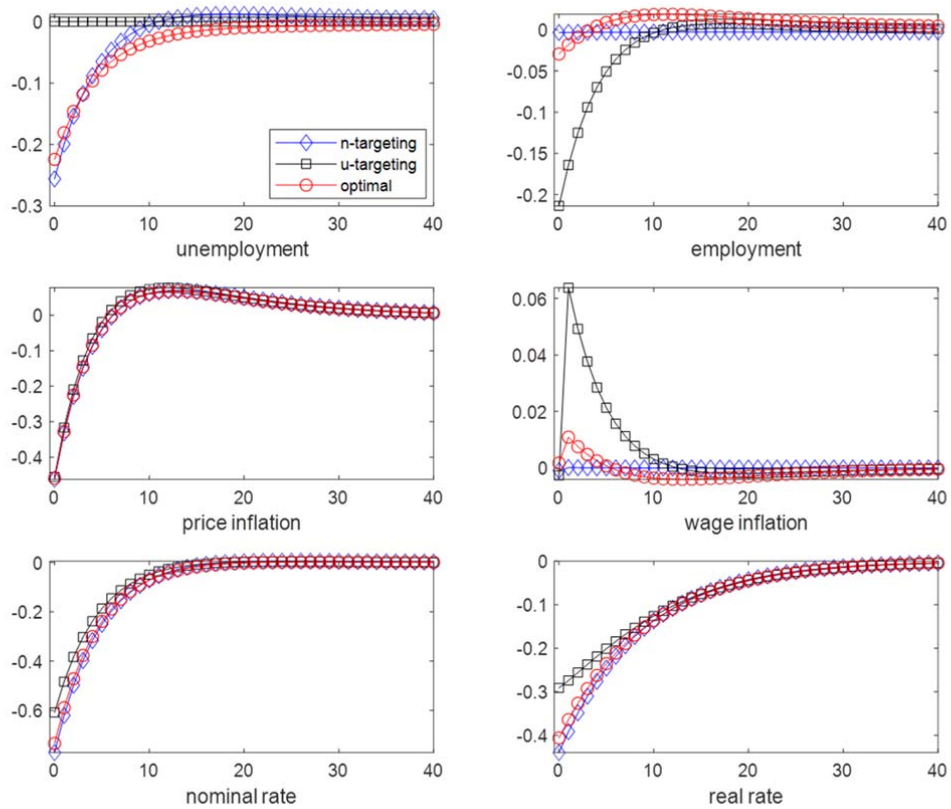 0
-0.1
-0.2
-0.3
n-targeting
u-targeting
optimal
0 10 20 30 40
unemployment
0
-0.05
-0.1
-0.15
-0.2
0 10 20 30 40
employment
0
-0.1
-0.2
-0.3
-0.4
0 10 20 30 40
price inflation
0.06
0.04
0.02
0
0 10 20 30 40
wage inflation
0
-0.2
-0.4
-0.6
0 10 20 30 40
nominal rate
0
-0.1
-0.2
-0.3
-0.4
0 10 20 30 40
real rate